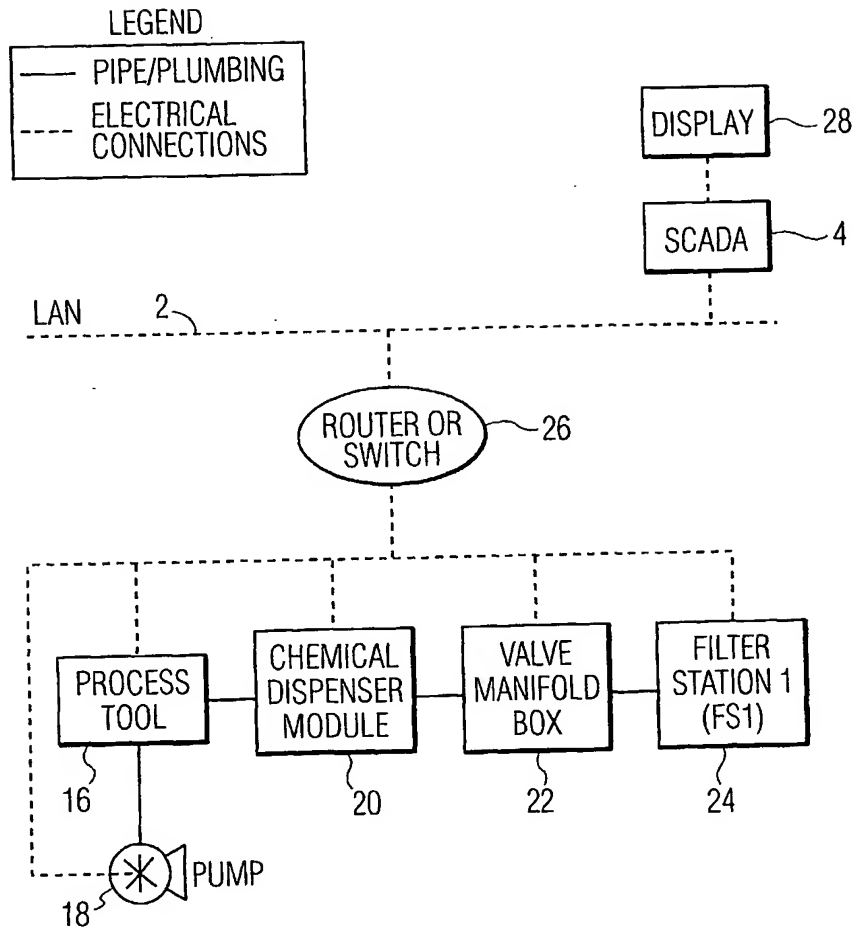 LEGEND
PIPE/PLUMBING
ELECTRICAL
CONNECTIONS
DISPLAY
28
SCADA
4
LAN
2
ROUTER OR
SWITCH
26
PROCESS
TOOL
16
CHEMICAL
DISPENSER
MODULE
20
VALVE
MANIFOLD
BOX
22
FILTER
STATION 1
(FS1)
24
18
PUMP